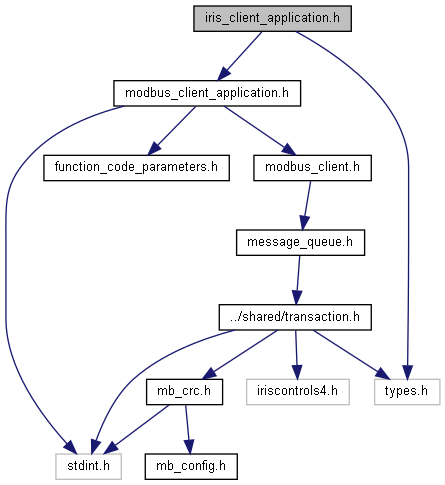 iris_client_application.h
modbus_client_application.h
function_code_parameters.h
modbus_client.h
message_queue.h
../shared/transaction.h
mb_crc.h
iriscontrols4.h
types.h
stdint.h
mb_config.h